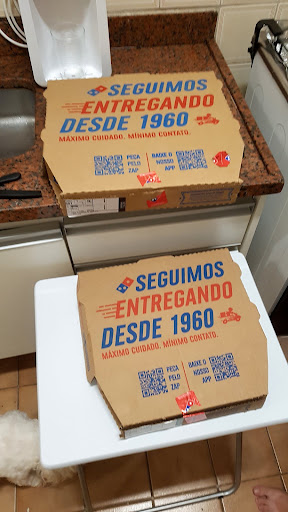 SEGUIMOS
ENTREGANDO
DESDE 1960
MÁXIMO CUIDADO. MÍNIMO CONTATO.
PEÇA
PELO
ZAP
BAIXE O
NOSSO
APP
SEGUIMOS
ENTREGANDO
DESDE 1960
MÁXIMO CUIDADO. MÍNIMO CONTATO.
PEÇA
PELO
ZAP
BAIXE O
NOSSO
APP